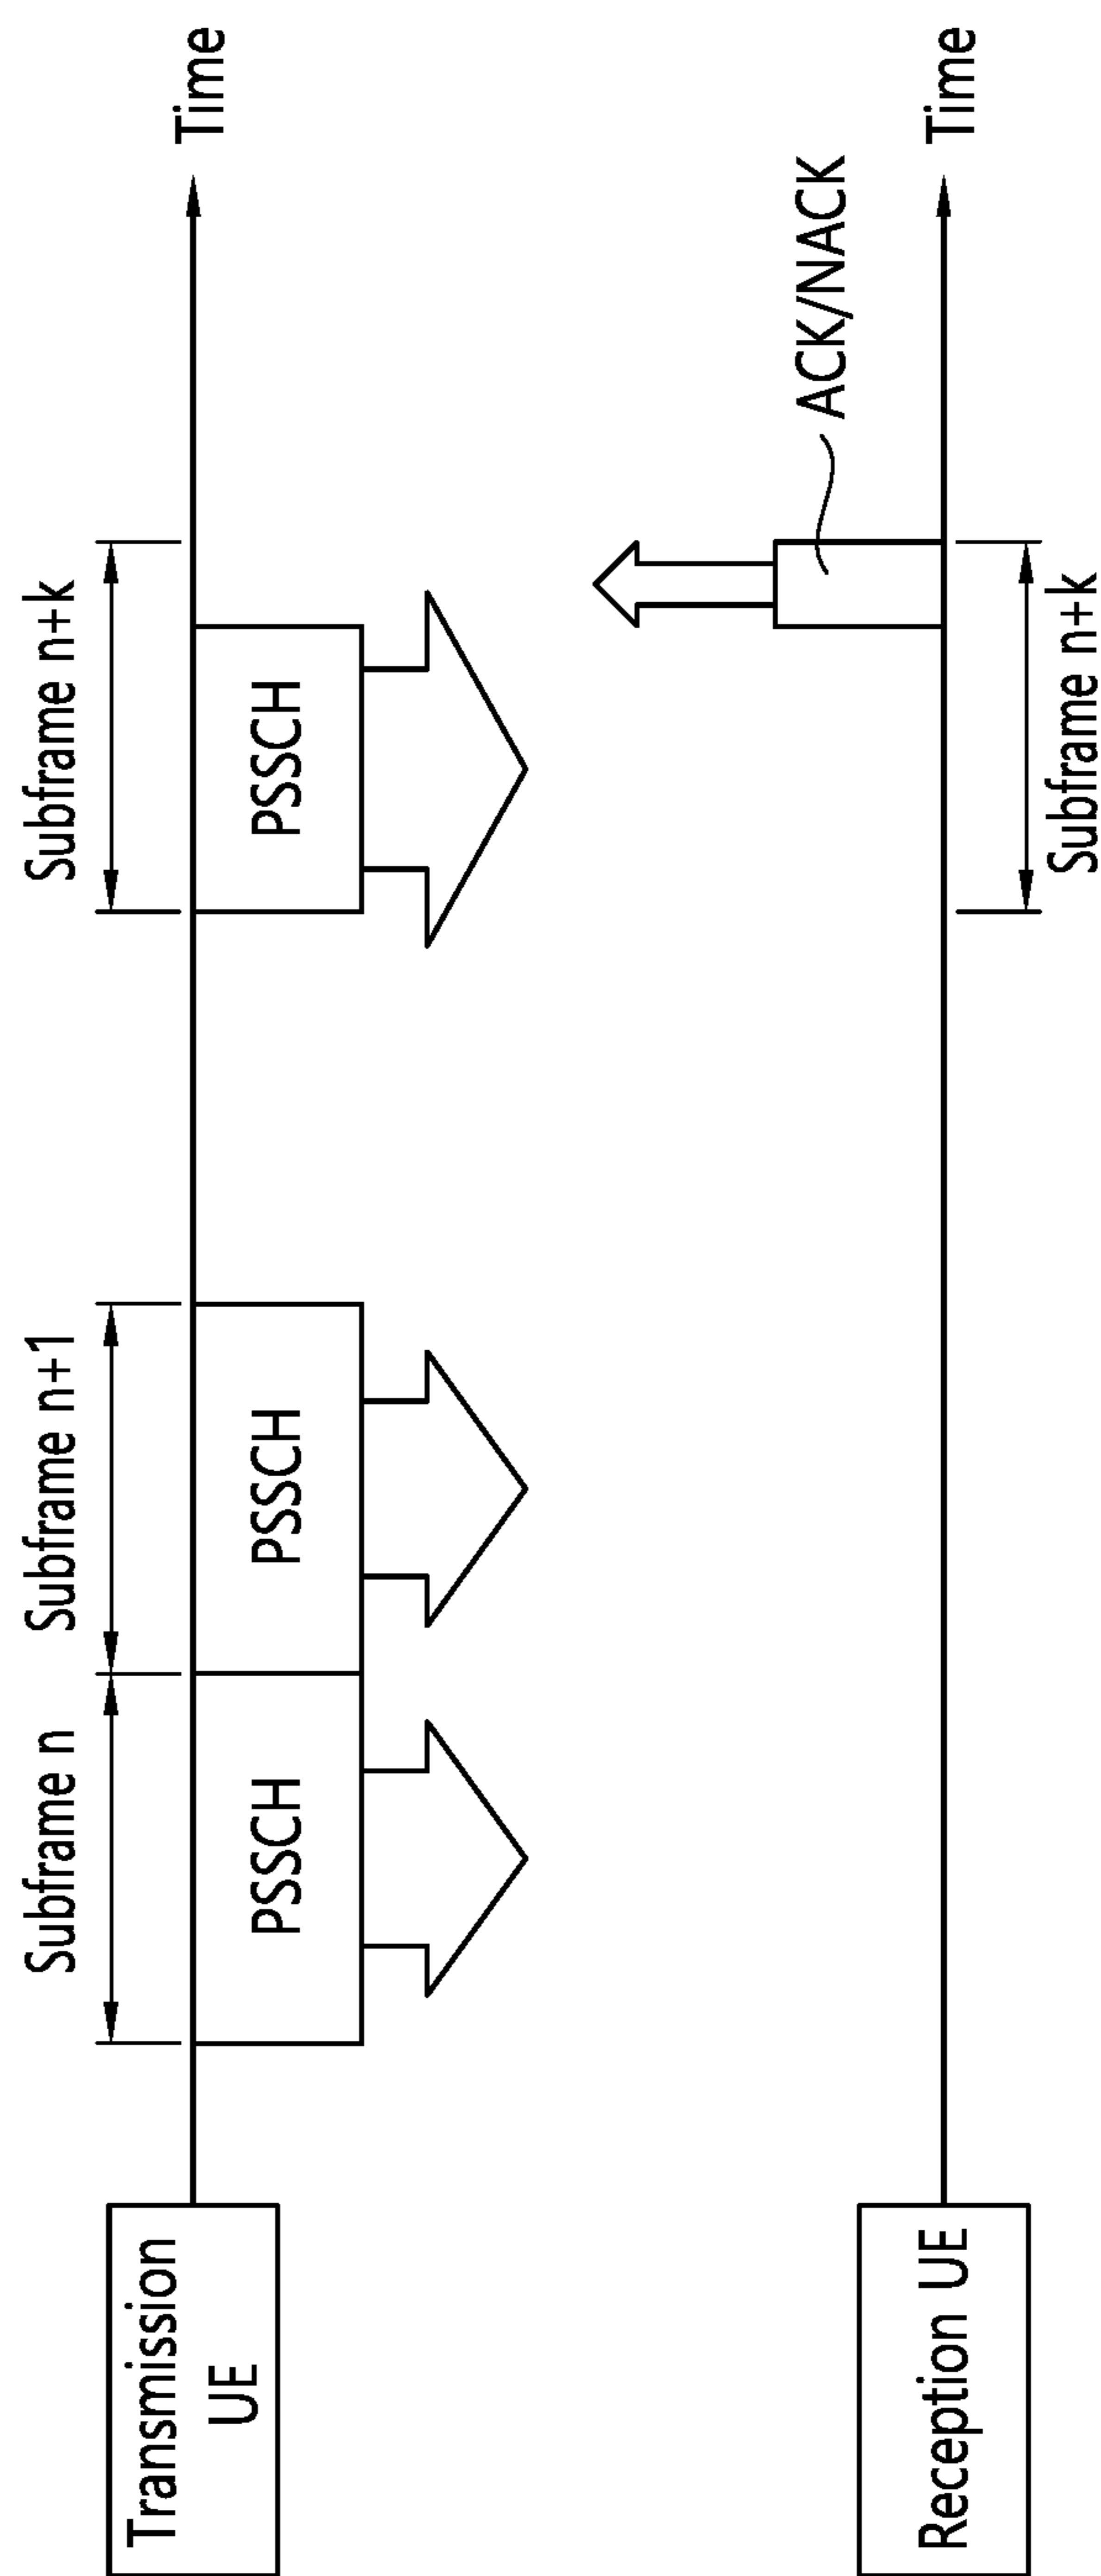 Subframe n
Subframe n+1
Subframe n+k
Transmission
UE
Time
PSSCH
PSSCH
PSSCH
ACK/NACK
Reception UE
Time
Subframe n+k